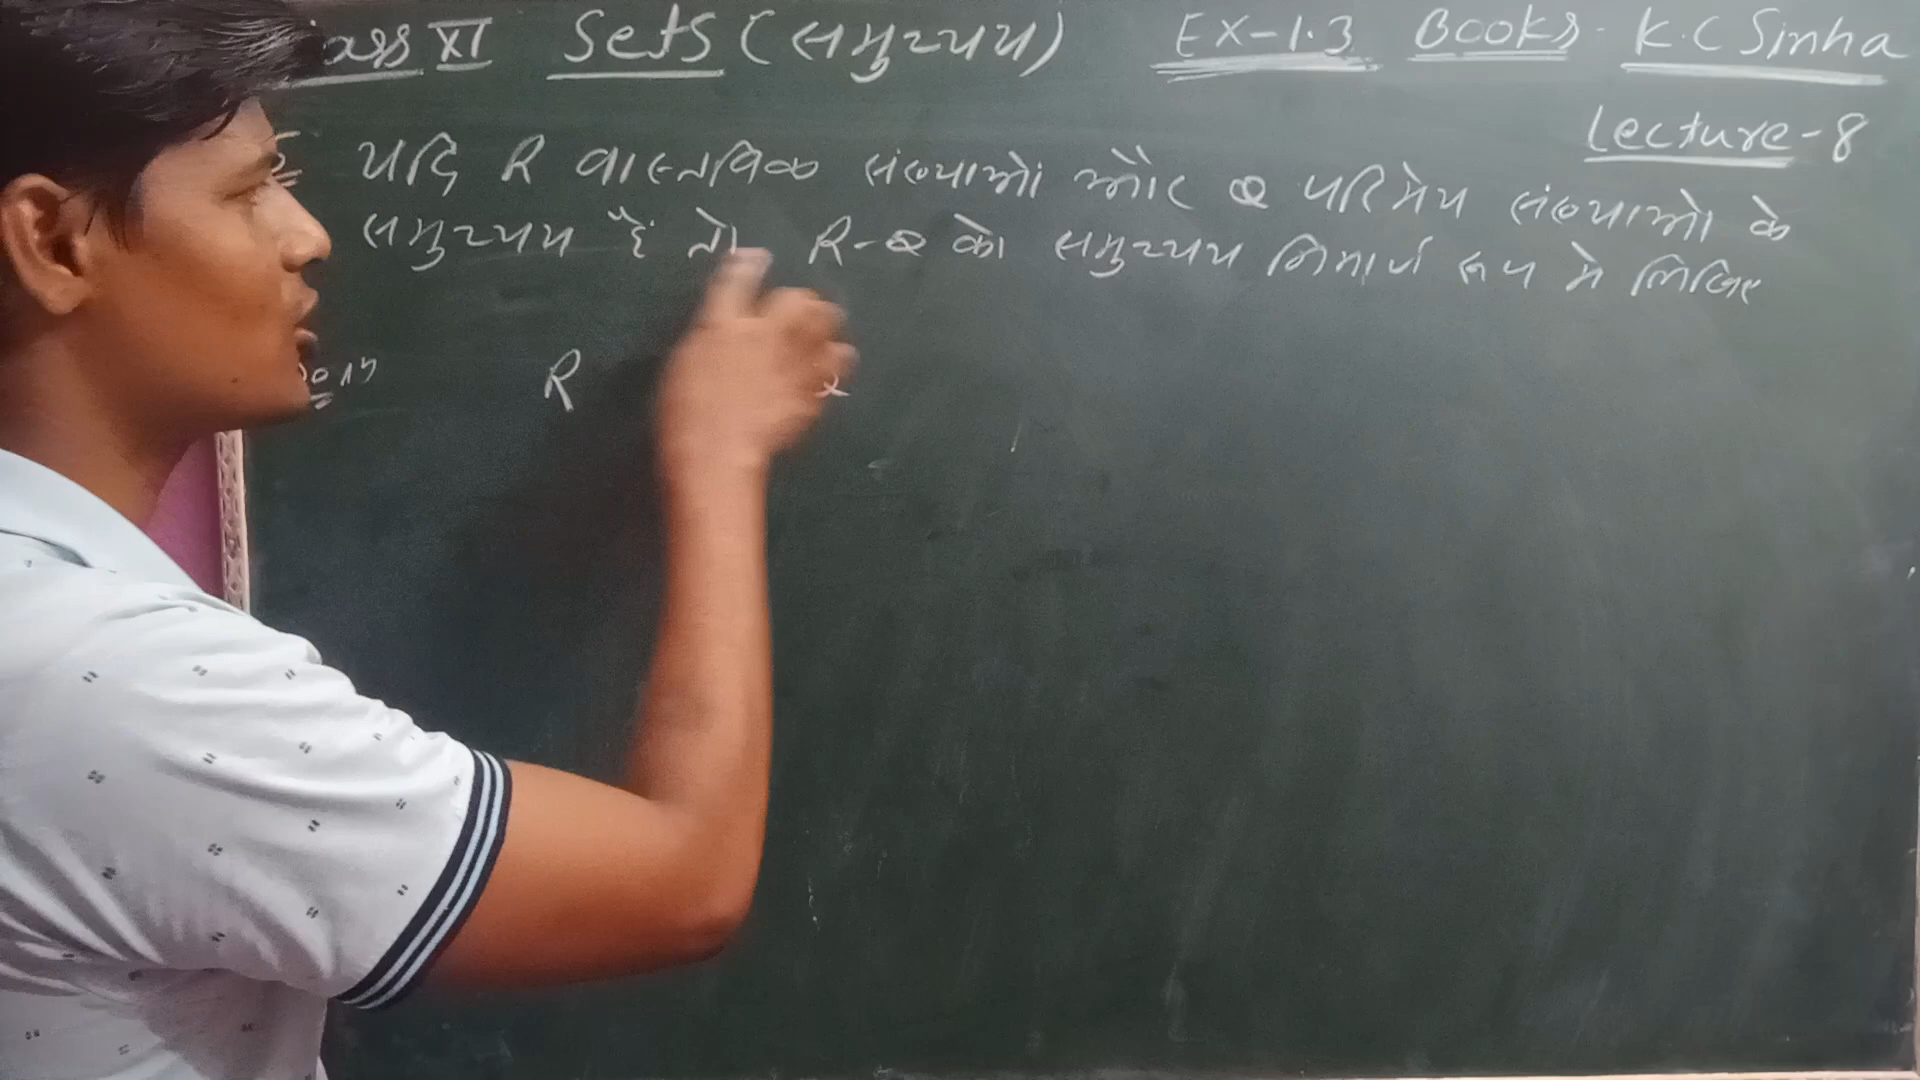 ass XI Sets (समुच्चय) EX-1.3 Books- K.C Sinha
Lecture-8
यदि R वास्तविक संख्याओ और Q परिमेय संख्याओ के
समुच्चय है तो R-Q को समुच्चय निमार्ण रूप मे लिखिए
R